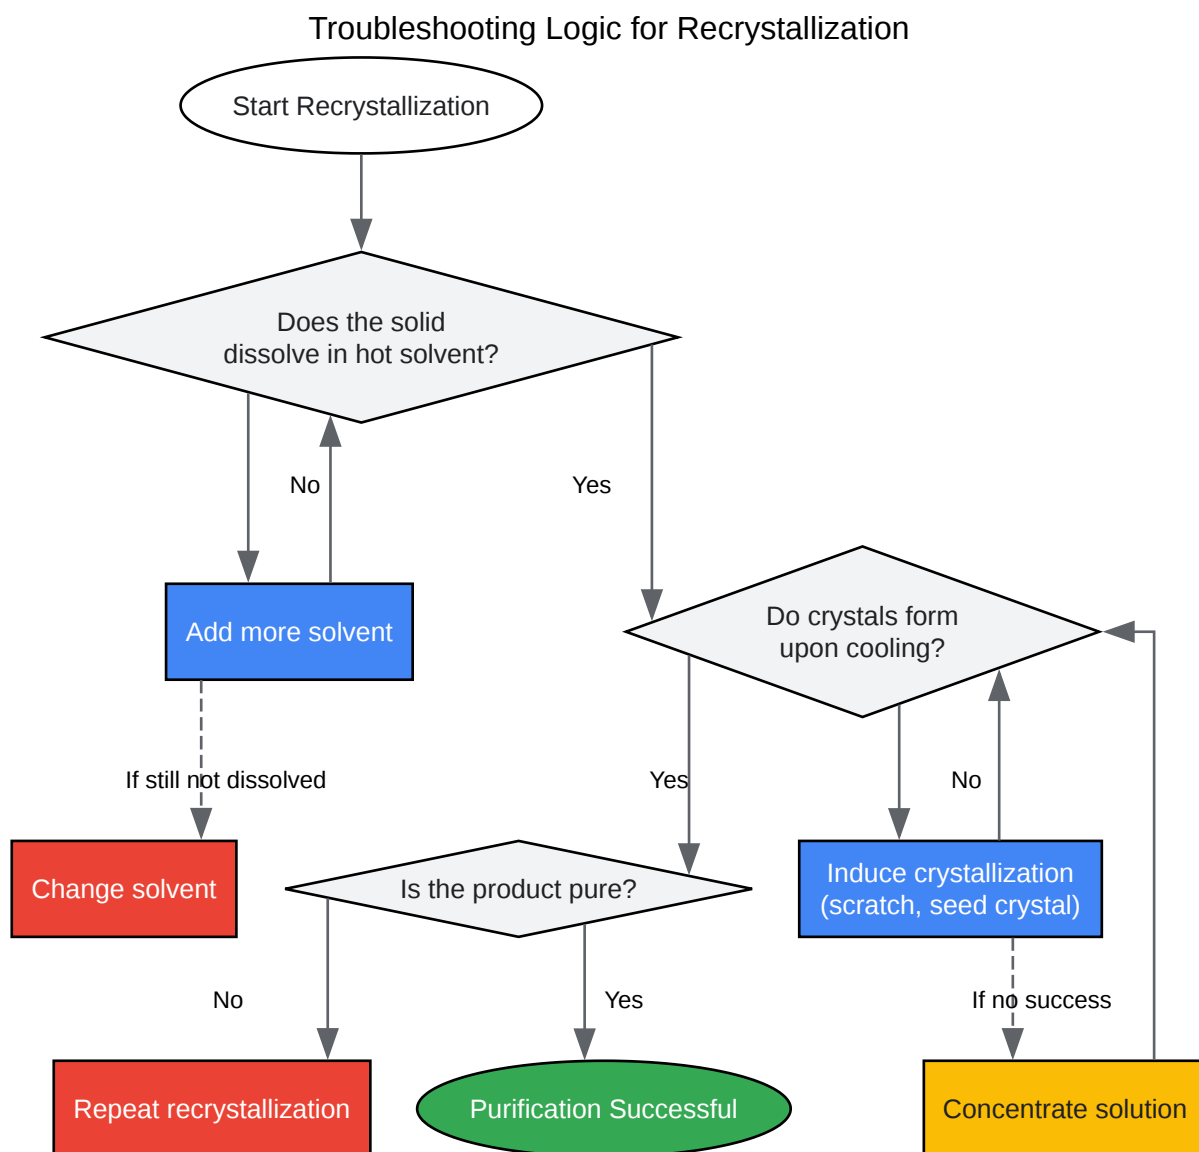 Troubleshooting Logic for Recrystallization
Start Recrystallization
Does the solid
dissolve in hot solvent?
No
Yes
Add more solvent
Do crystals form
upon cooling?
If still not dissolved
Yes
No
Change solvent
Is the product pure?
Induce crystallization
(scratch, seed crystal)
No
Yes
If no success
Repeat recrystallization
Purification Successful
Concentrate solution